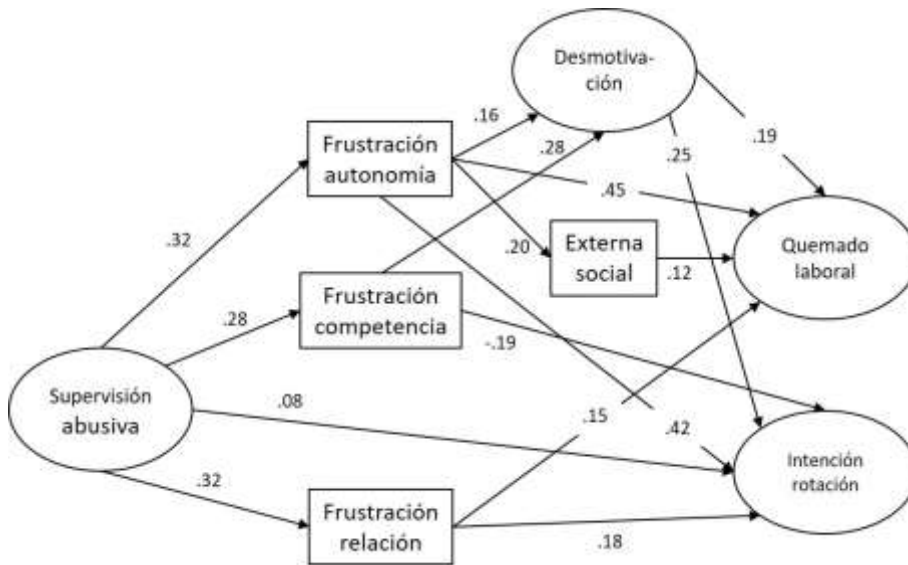 Desmotiva-
ción
.16
.28
.25
.19
Frustración
autonomía
.45
.32
.20
Externa
social
.12
Quemado
laboral
Frustración
competencia
.28
-.19
Supervisión
abusiva
.08
.15
.42
Intención
rotación
.32
Frustración
relación
.18